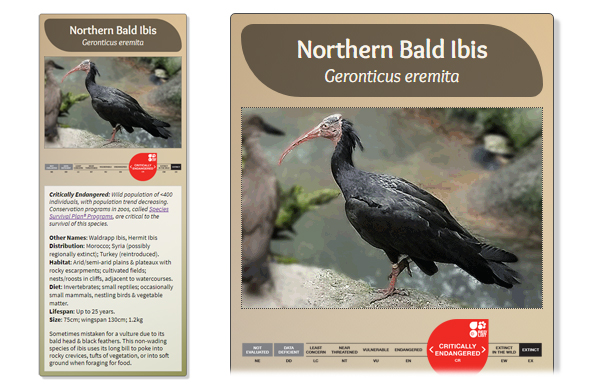 Northern Bald Ibis
Geronticus eremita
CRITICALLY
ENDANGERED
Critically Endangered: Wild population of <400
individuals, with population trend decreasing.
Conservation programs in zoos, called Species
Survival Plan® Programs, are critical to the
survival of this species.
Other Names: Waldrapp Ibis, Hermit Ibis
Distribution: Morocco; Syria (possibly
regionally extinct); Turkey (reintroduced).
Habitat: Arid/semi-arid plains & plateaus with
rocky escarpments; cultivated fields;
nests/roosts in cliffs, adjacent to watercourses.
Diet: Invertebrates; small reptiles; occasionally
small mammals, nestling birds & vegetable
matter.
Lifespan: Up to 25 years.
Size: 75cm; wingspan 130cm; 1.2kg
Sometimes mistaken for a vulture due to its
bald head & black feathers. This non-wading
species of ibis uses its long bill to poke into
rocky crevices, tufts of vegetation, or into soft
ground when foraging for food.
Northern Bald Ibis
Geronticus eremita
NOT EVALUATED
DATA DEFICIENT
LEAST CONCERN
NEAR THREATENED
VULNERABLE
ENDANGERED
< CRITICALLY ENDANGERED >
EXTINCT IN THE WILD
EXTINCT
NE DD LC NT VU EN CR EW EX